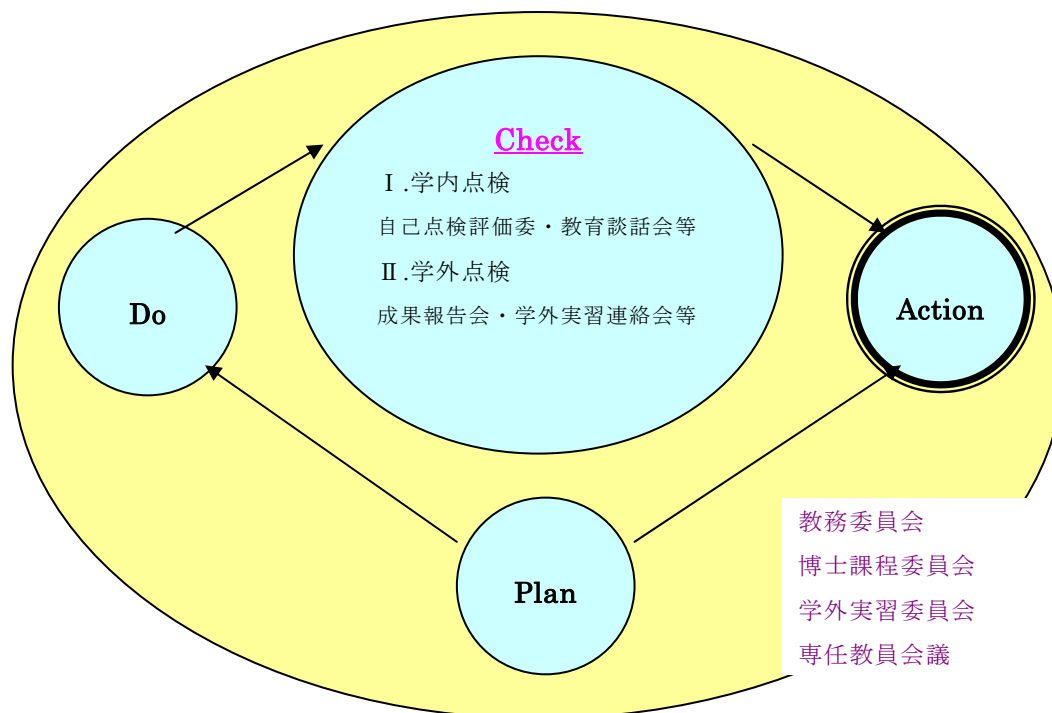 Check
Ⅰ.学内点検
自己点検評価委・教育談話会等
Ⅱ.学外点検
成果報告会・学外実習連絡会等
Do
Action
Plan
教務委員会
博士課程委員会
学外実習委員会
専任教員会議